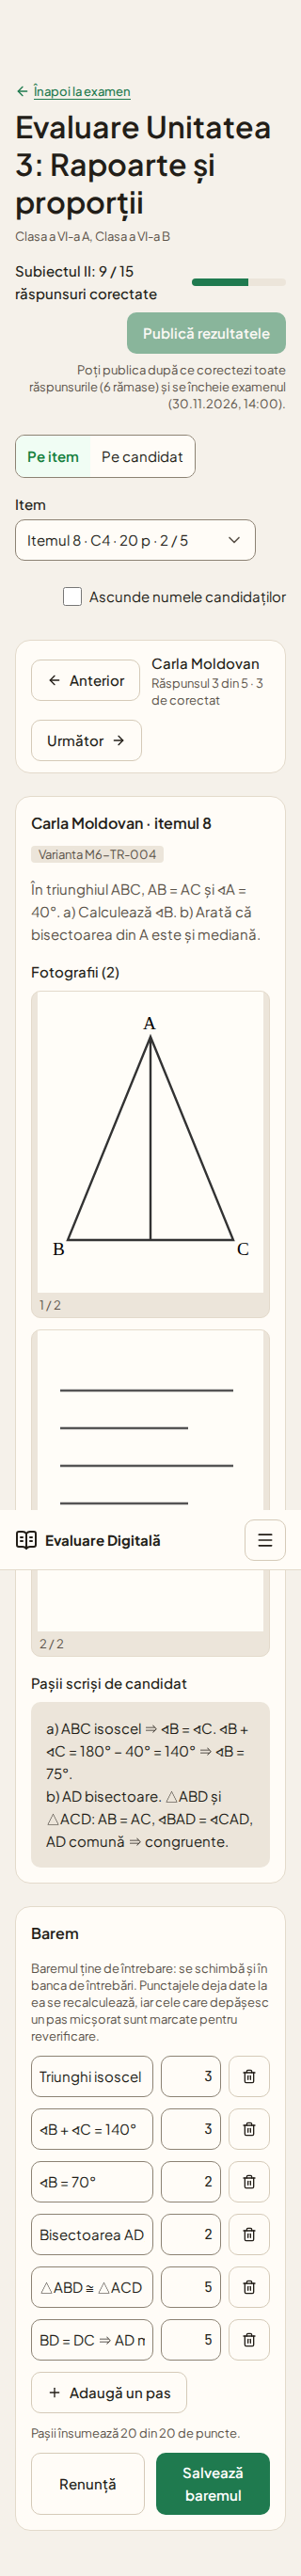 Înapoi la examen
Evaluare Unitatea
3: Rapoarte și
proporții
Clasa a VI-a A, Clasa a VI-a B
Subiectul II: 9 / 15
răspunsuri corectate
Publică rezultatele
Poți publica după ce corectezi toate
răspunsurile (6 rămase) și se încheie examenul
(30.11.2026, 14:00).
Pe item
Pe candidat
Item
Itemul 8 · C4 · 20 p · 2 / 5
Ascunde numele candidaților
Anterior
Carla Moldovan
Răspunsul 3 din 5 · 3
de corectat
Următor
Carla Moldovan · itemul 8
Varianta M6-TR-004
În triunghiul ABC, AB = AC și ∢A =
40°. a) Calculează ∢B. b) Arată că
bisectoarea din A este și mediană.
Fotografii (2)
A
B
C
1 / 2
Evaluare Digitală
2 / 2
Pașii scriși de candidat
a) ABC isoscel ⇒ ∢B = ∢C. ∢B +
∢C = 180° − 40° = 140° ⇒ ∢B =
75°.
b) AD bisectoare. △ABD și
△ACD: AB = AC, ∢BAD = ∢CAD,
AD comună ⇒ congruente.
Barem
Baremul ține de întrebare: se schimbă și în
banca de întrebări. Punctajele deja date la
ea se recalculează, iar cele care depășesc
un pas micșorat sunt marcate pentru
reverificare.
Triunghi isoscel
3
∢B + ∢C = 140°
3
∢B = 70°
2
Bisectoarea AD
2
△ABD ≅ △ACD
5
BD = DC ⇒ AD
5
Adaugă un pas
Pașii însumează 20 din 20 de puncte.
Renunță
Salvează
baremul